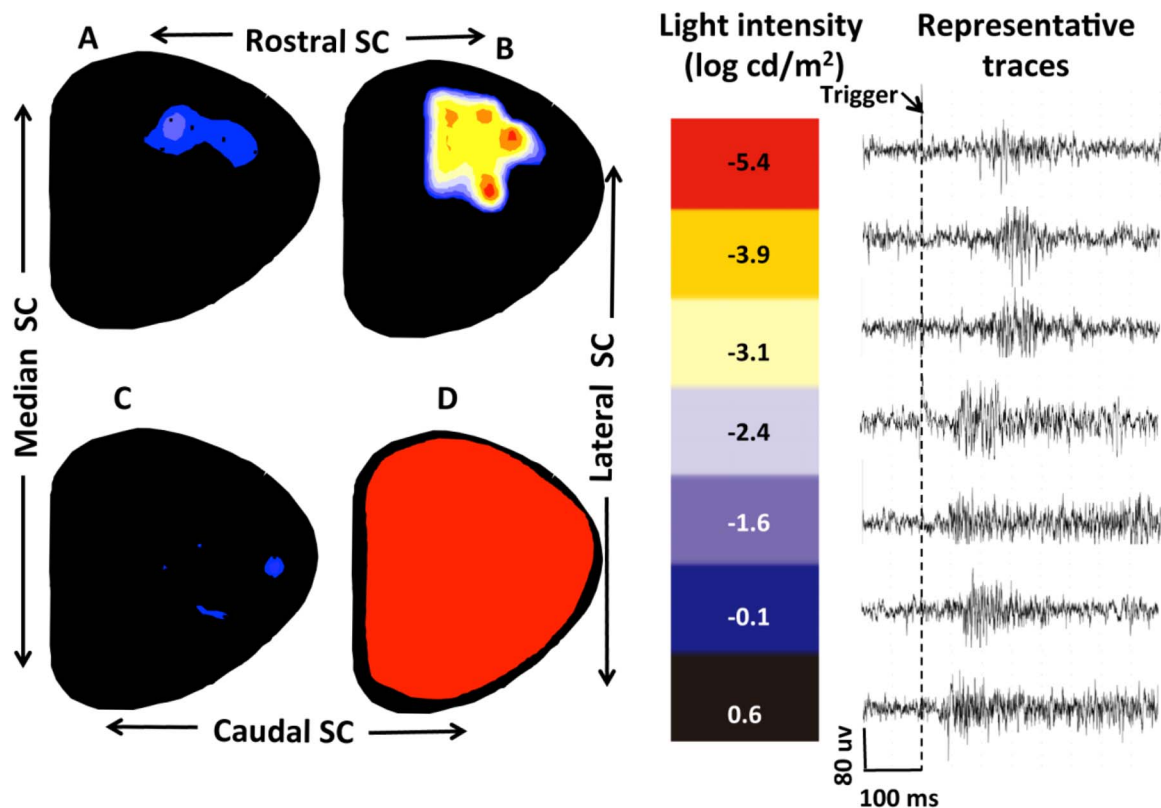 A
Rostral SC
B
Median SC
Lateral SC
C
D
Caudal SC
Light intensity
(log cd/m²)
-5.4
-3.9
-3.1
-2.4
-1.6
-0.1
0.6
Representative
traces
Trigger
80 uv
100 ms